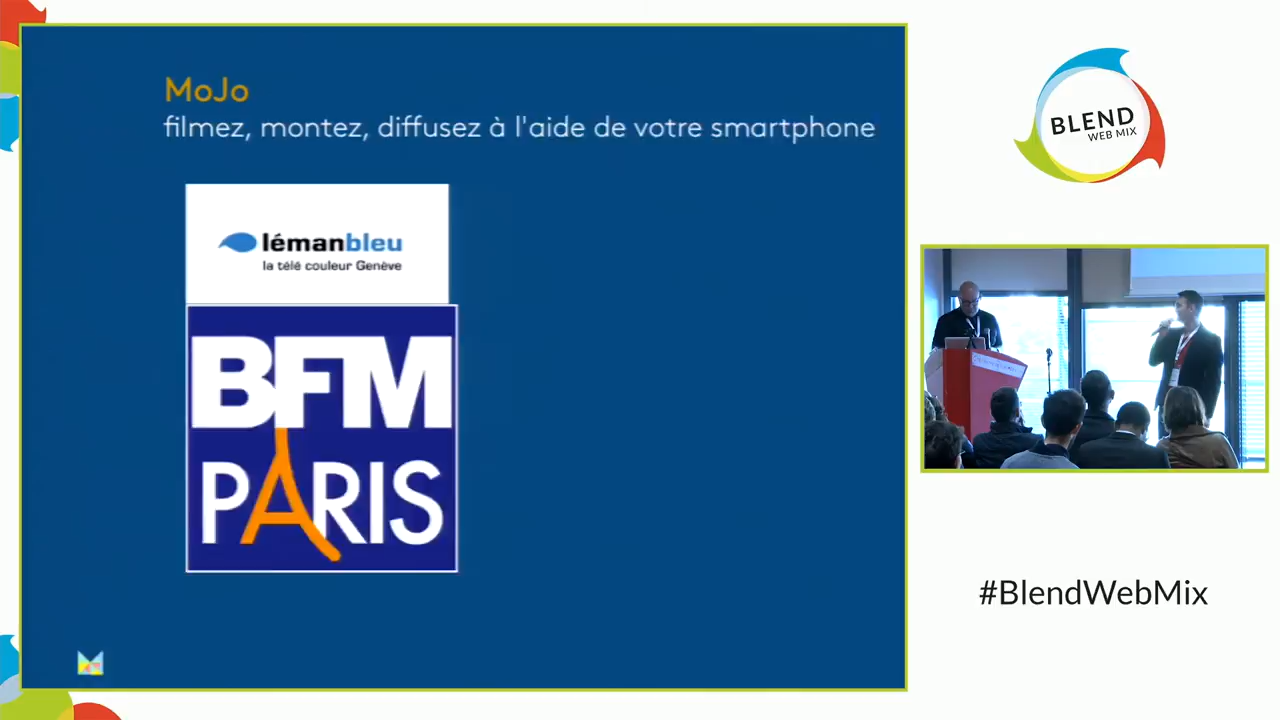 MoJo
filmez, montez, diffusez à l'aide de votre smartphone
lémanbleu
la télé couleur Genève
BFM
PARIS
BLEND
WEB MIX
#BlendWebMix